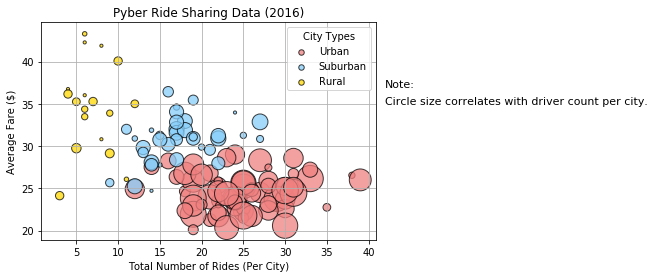 Pyber Ride Sharing Data (2016)
City Types
Urban
Suburban
Rural
Average Fare ($)
40
35
30
25
20
5 10 15 20 25 30 35 40
Total Number of Rides (Per City)
Note:
Circle size correlates with driver count per city.